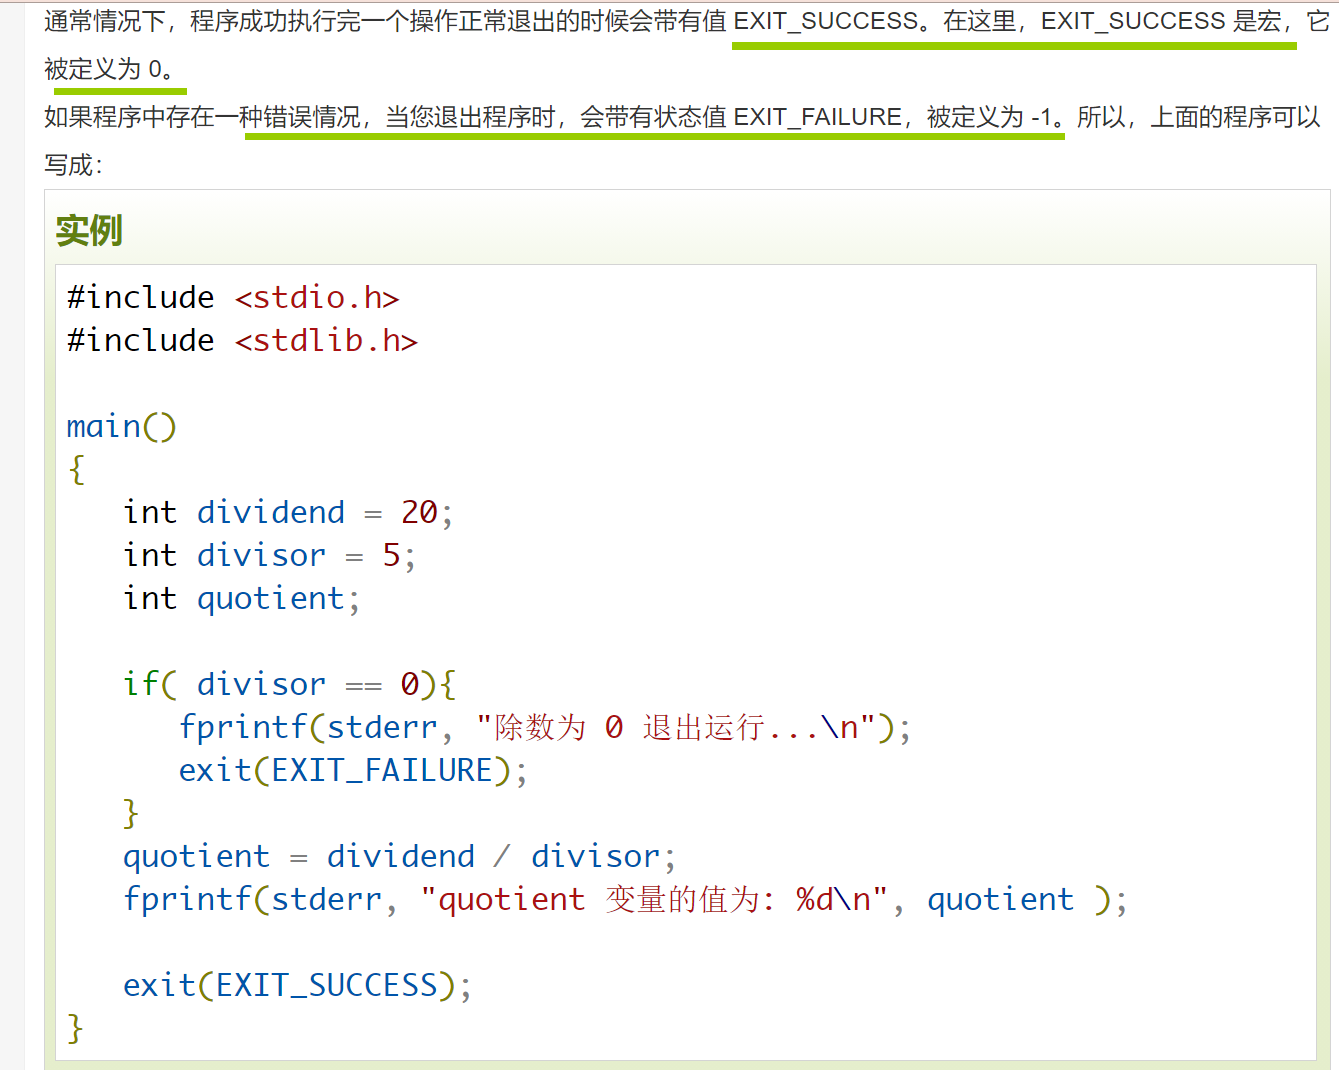 通常情况下，程序成功执行完一个操作正常退出的时候会带有值 EXIT_SUCCESS。在这里，EXIT_SUCCESS 是宏，它
被定义为 0。
如果程序中存在一种错误情况，当您退出程序时，会带有状态值 EXIT_FAILURE，被定义为 -1。所以，上面的程序可以
写成：
实例
#include <stdio.h>
#include <stdlib.h>
main()
{
   int dividend = 20;
   int divisor = 5;
   int quotient;
   if( divisor == 0){
      fprintf(stderr, "除数为 0 退出运行...\n");
      exit(EXIT_FAILURE);
   }
   quotient = dividend / divisor;
   fprintf(stderr, "quotient 变量的值为: %d\n", quotient );
   exit(EXIT_SUCCESS);
}